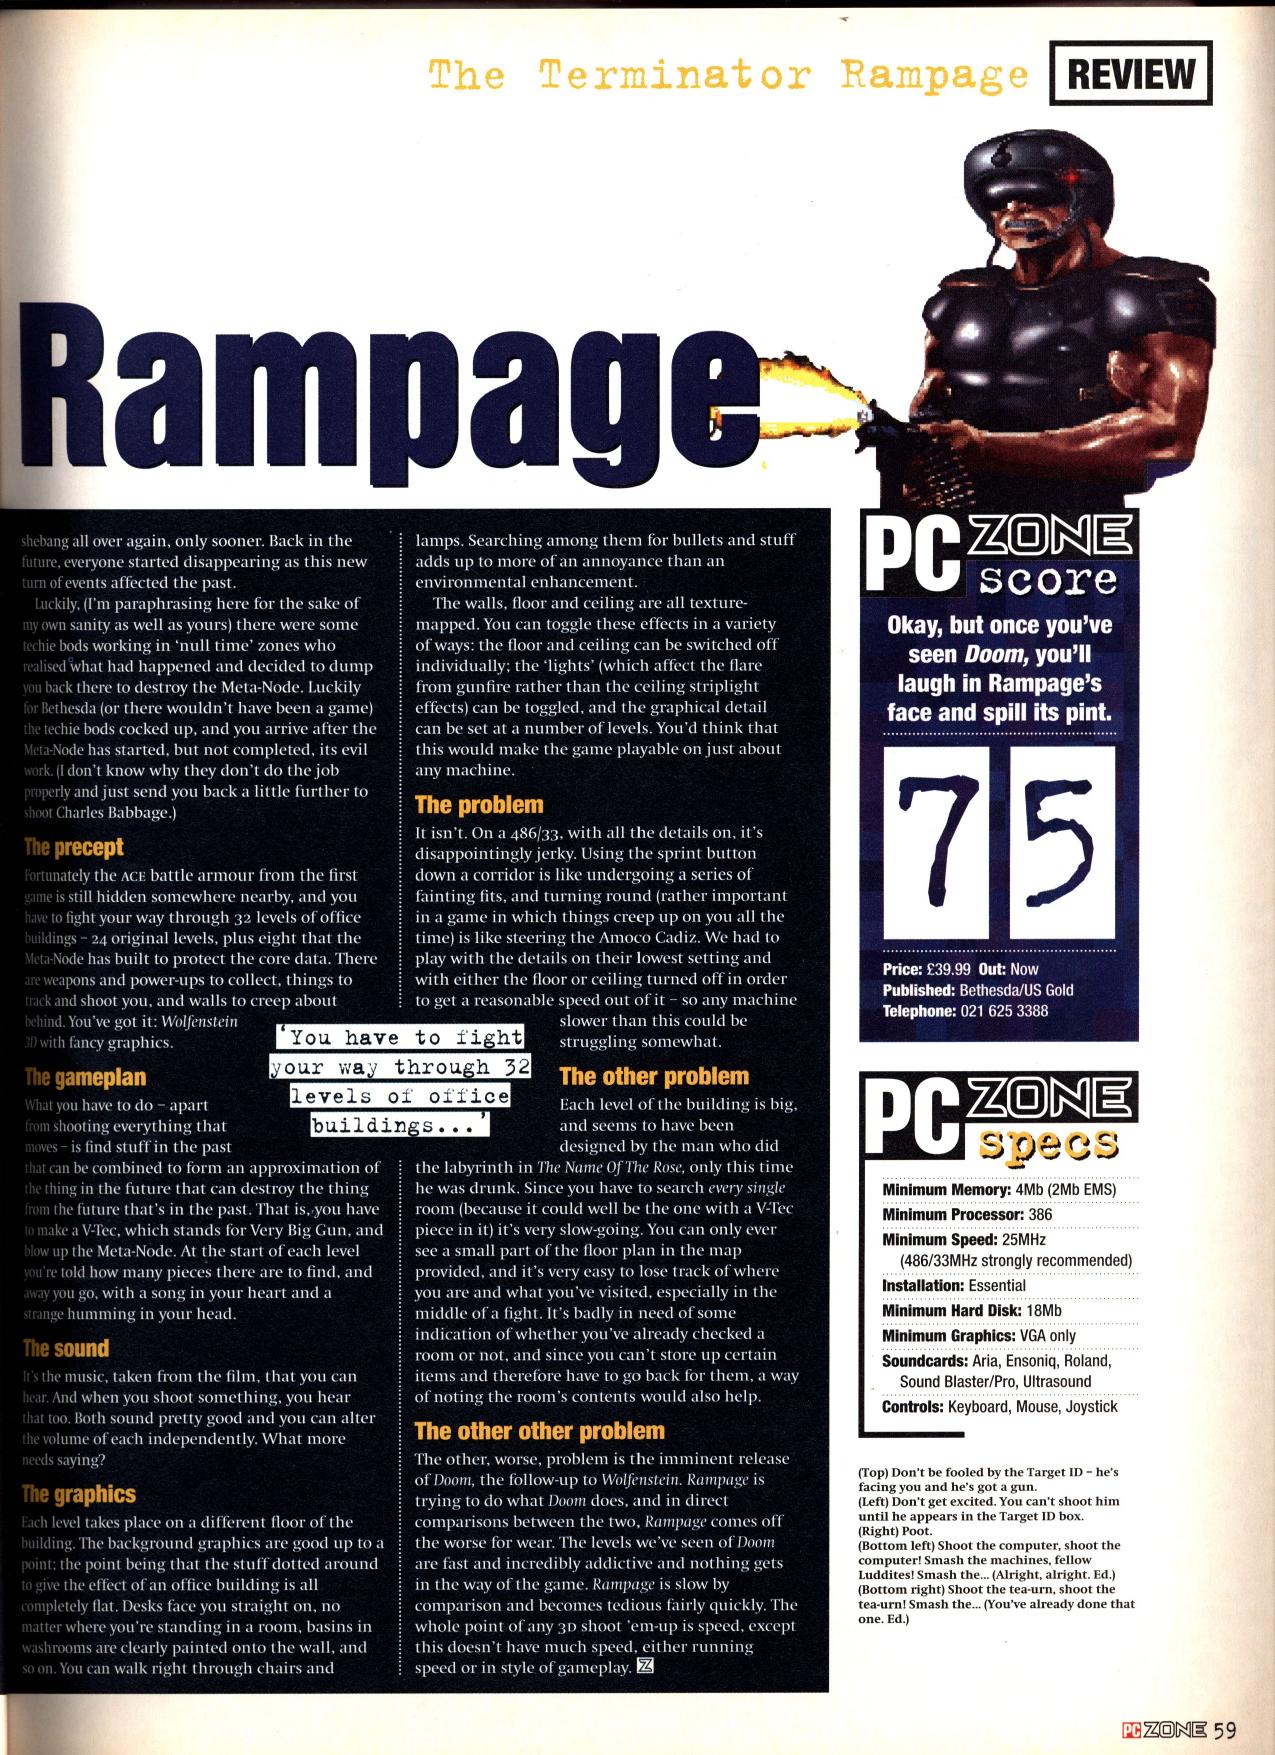 The Terminator Rampage REVIEW
Rampage
shebang all over again, only sooner. Back in the
future, everyone started disappearing as this new
turn of events affected the past.
Luckily, (I'm paraphrasing here for the sake of
my own sanity as well as yours) there were some
techie bods working in 'null time' zones who
realised what had happened and decided to dump
you back there to destroy the Meta-Node. Luckily
for Bethesda (or there wouldn't have been a game)
the techie bods cocked up, and you arrive after the
Meta-Node has started, but not completed, its evil
work. (I don't know why they don't do the job
properly and just send you back a little further to
shoot Charles Babbage.)
The precept
Fortunately the ACE battle armour from the first
game is still hidden somewhere nearby, and you
have to fight your way through 32 levels of office
buildings – 24 original levels, plus eight that the
Meta-Node has built to protect the core data. There
are weapons and power-ups to collect, things to
track and shoot you, and walls to creep about
behind. You've got it: Wolfenstein
3D with fancy graphics.
The gameplan
What you have to do – apart
from shooting everything that
moves – is find stuff in the past
that can be combined to form an approximation of
the thing in the future that can destroy the thing
from the future that's in the past. That is, you have
to make a V-Tec, which stands for Very Big Gun, and
blow up the Meta-Node. At the start of each level
you're told how many pieces there are to find, and
away you go, with a song in your heart and a
strange humming in your head.
The sound
It's the music, taken from the film, that you can
hear. And when you shoot something, you hear
that too. Both sound pretty good and you can alter
the volume of each independently. What more
needs saying?
The graphics
Each level takes place on a different floor of the
building. The background graphics are good up to a
point; the point being that the stuff dotted around
to give the effect of an office building is all
completely flat. Desks face you straight on, no
matter where you're standing in a room, basins in
washrooms are clearly painted onto the wall, and
so on. You can walk right through chairs and
'You have to fight
your way through 32
levels of office
buildings...'
lamps. Searching among them for bullets and stuff
adds up to more of an annoyance than an
environmental enhancement.
The walls, floor and ceiling are all texture-
mapped. You can toggle these effects in a variety
of ways: the floor and ceiling can be switched off
individually; the 'lights' (which affect the flare
from gunfire rather than the ceiling striplight
effects) can be toggled, and the graphical detail
can be set at a number of levels. You'd think that
this would make the game playable on just about
any machine.
The problem
It isn't. On a 486/33, with all the details on, it's
disappointingly jerky. Using the sprint button
down a corridor is like undergoing a series of
fainting fits, and turning round (rather important
in a game in which things creep up on you all the
time) is like steering the Amoco Cadiz. We had to
play with the details on their lowest setting and
with either the floor or ceiling turned off in order
to get a reasonable speed out of it – so any machine
slower than this could be
struggling somewhat.
The other problem
Each level of the building is big,
and seems to have been
designed by the man who did
the labyrinth in The Name Of The Rose, only this time
he was drunk. Since you have to search every single
room (because it could well be the one with a V-Tec
piece in it) it's very slow-going. You can only ever
see a small part of the floor plan in the map
provided, and it's very easy to lose track of where
you are and what you've visited, especially in the
middle of a fight. It's badly in need of some
indication of whether you've already checked a
room or not, and since you can't store up certain
items and therefore have to go back for them, a way
of noting the room's contents would also help.
The other other problem
The other, worse, problem is the imminent release
of Doom, the follow-up to Wolfenstein. Rampage is
trying to do what Doom does, and in direct
comparisons between the two, Rampage comes off
the worse for wear. The levels we've seen of Doom
are fast and incredibly addictive and nothing gets
in the way of the game. Rampage is slow by
comparison and becomes tedious fairly quickly. The
whole point of any 3D shoot 'em-up is speed, except
this doesn't have much speed, either running
speed or in style of gameplay. Z
PC ZONE
score
Okay, but once you've
seen Doom, you'll
laugh in Rampage's
face and spill its pint.
75
Price: £39.99 Out: Now
Published: Bethesda/US Gold
Telephone: 021 625 3388
PC ZONE
specs
Minimum Memory: 4Mb (2Mb EMS)
Minimum Processor: 386
Minimum Speed: 25MHz
(486/33MHz strongly recommended)
Installation: Essential
Minimum Hard Disk: 18Mb
Minimum Graphics: VGA only
Soundcards: Aria, Ensoniq, Roland,
Sound Blaster/Pro, Ultrasound
Controls: Keyboard, Mouse, Joystick
(Top) Don't be fooled by the Target ID – he's
facing you and he's got a gun.
(Left) Don't get excited. You can't shoot him
until he appears in the Target ID box.
(Right) Poot.
(Bottom left) Shoot the computer, shoot the
computer! Smash the machines, fellow
Luddites! Smash the... (Alright, alright. Ed.)
(Bottom right) Shoot the tea-urn, shoot the
tea-urn! Smash the... (You've already done that
one. Ed.)
PC ZONE 59